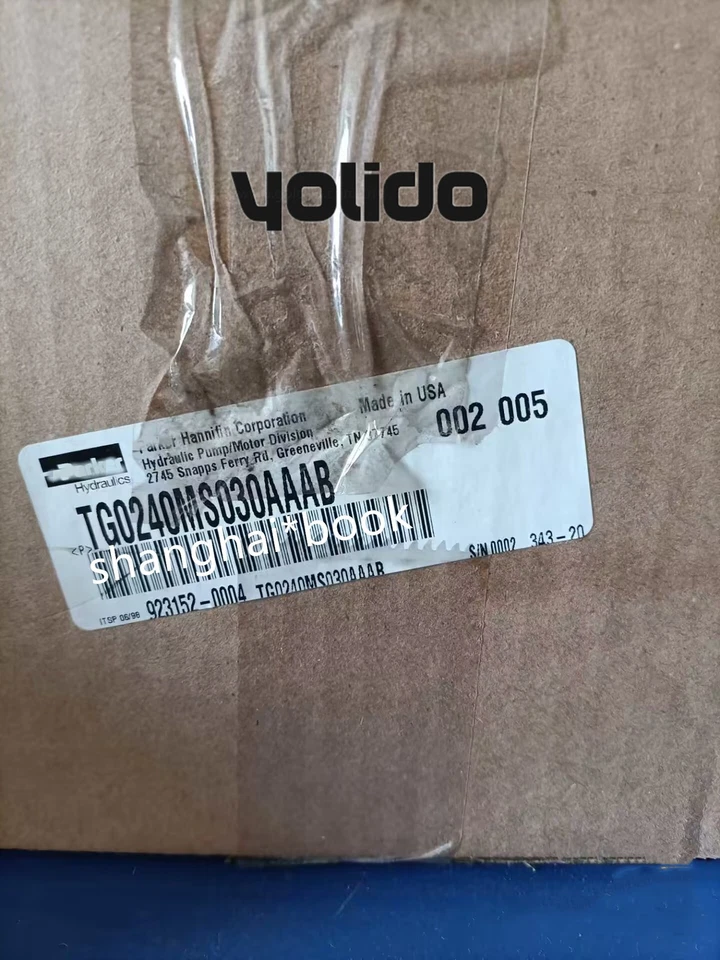 yolido
Parker Hannifin Corporation
Made in USA
Hydraulic Pump/Motor Division
2745 Snapps Ferry Rd, Greeneville, TN
002 005
Hydraulics
TG0240MS030AAAB
<P>
shanghai*book
S/N 0002 343-20
ITSP 06/96 923152-0004 TG0240MS030AAAB